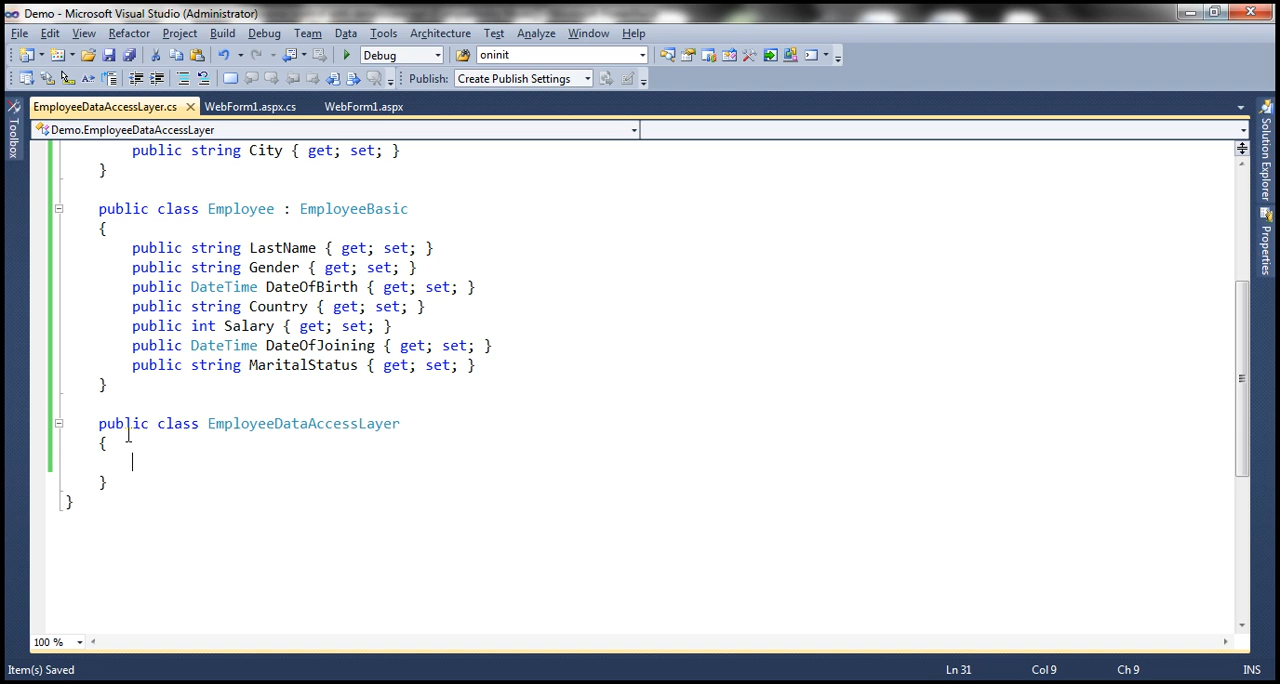 Demo - Microsoft Visual Studio (Administrator)
File Edit View Refactor Project Build Debug Team Data Tools Architecture Test Analyze Window Help
Debug oninit
Publish: Create Publish Settings
EmployeeDataAccessLayer.cs WebForm1.aspx.cs WebForm1.aspx
Demo.EmployeeDataAccessLayer
public string City { get; set; }
}
public class Employee : EmployeeBasic
{
public string LastName { get; set; }
public string Gender { get; set; }
public DateTime DateOfBirth { get; set; }
public string Country { get; set; }
public int Salary { get; set; }
public DateTime DateOfJoining { get; set; }
public string MaritalStatus { get; set; }
}
public class EmployeeDataAccessLayer
{
}
}
Toolbox
Solution Explorer
Properties
100 %
Item(s) Saved Ln 31 Col 9 Ch 9 INS